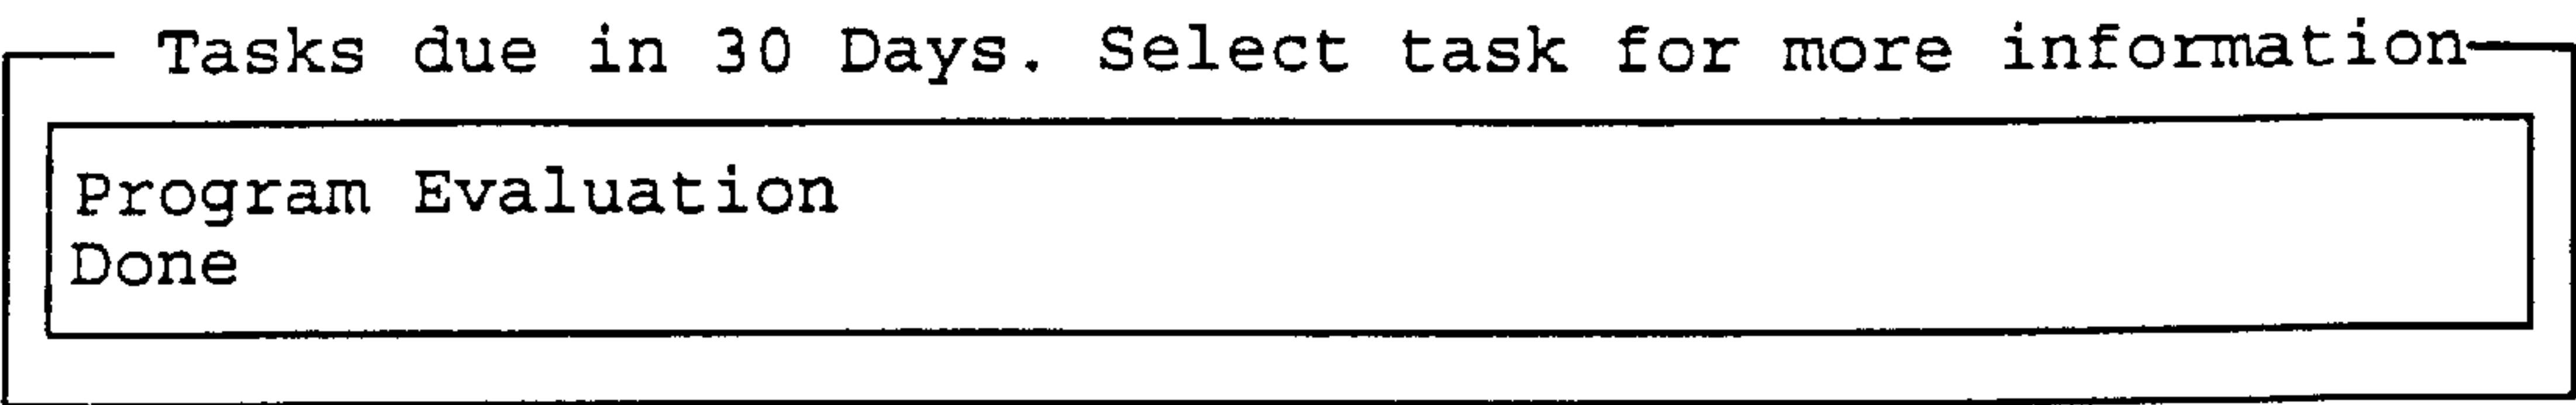 Tasks due in 30 Days. Select task for more information
Program Evaluation
Done